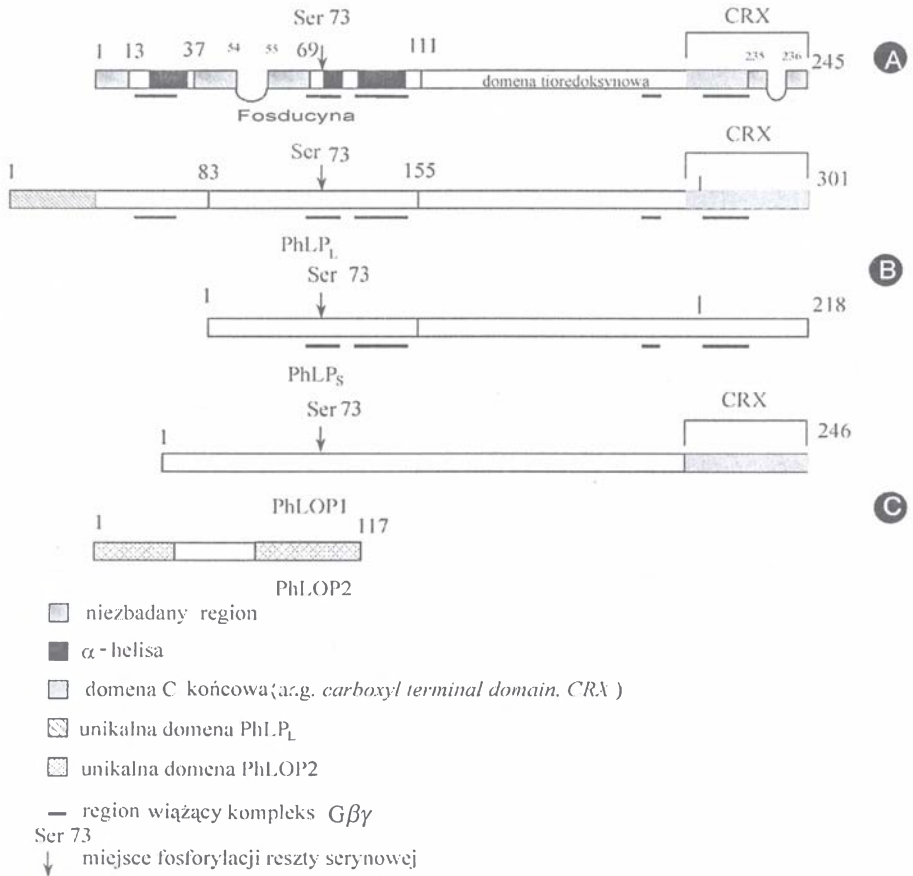 Ser 73 CRX
1 13 37 54 55 69 111 235 236 245 A
domena tioredoksynowa
Fosducyna
CRX
Ser 73
1 83 155 301
PhLP_L
Ser 73 B
1 218
PhLP_S
Ser 73 CRX
1 246
PhLOP1 C
1 117
PhLOP2
niezbadany region
α - helisa
domena C końcowa (ang. carboxyl terminal domain. CRX )
unikalna domena PhLP_L
unikalna domena PhLOP2
region wiążący kompleks Gβγ
Ser 73
miejsce fosforylacji reszty serynowej